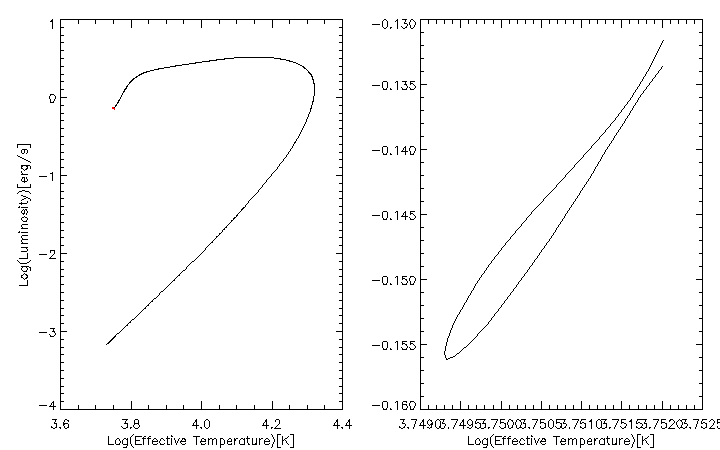 1
0
−1
−2
−3
−4
3.6 3.8 4.0 4.2 4.4
Log(Luminosity)[erg/s]
Log(Effective Temperature)[K]
−0.130
−0.135
−0.140
−0.145
−0.150
−0.155
−0.160
3.7490 3.7495 3.7500 3.7505 3.7510 3.7515 3.7520 3.7525
Log(Effective Temperature)[K]